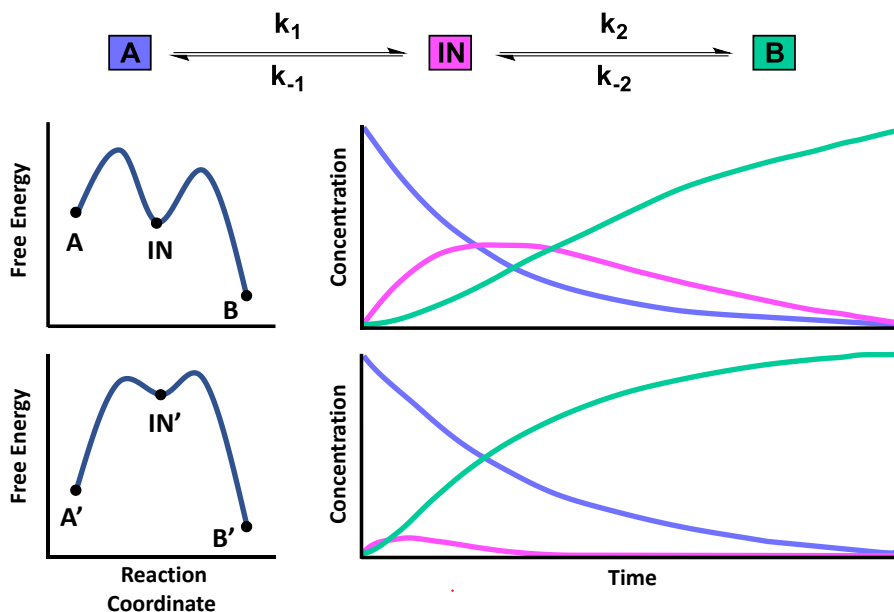 k1 k2
A IN B
k-1 k-2
Free Energy
A
IN
B
Concentration
Free Energy
A’
IN’
B’
Concentration
Reaction
Coordinate
Time